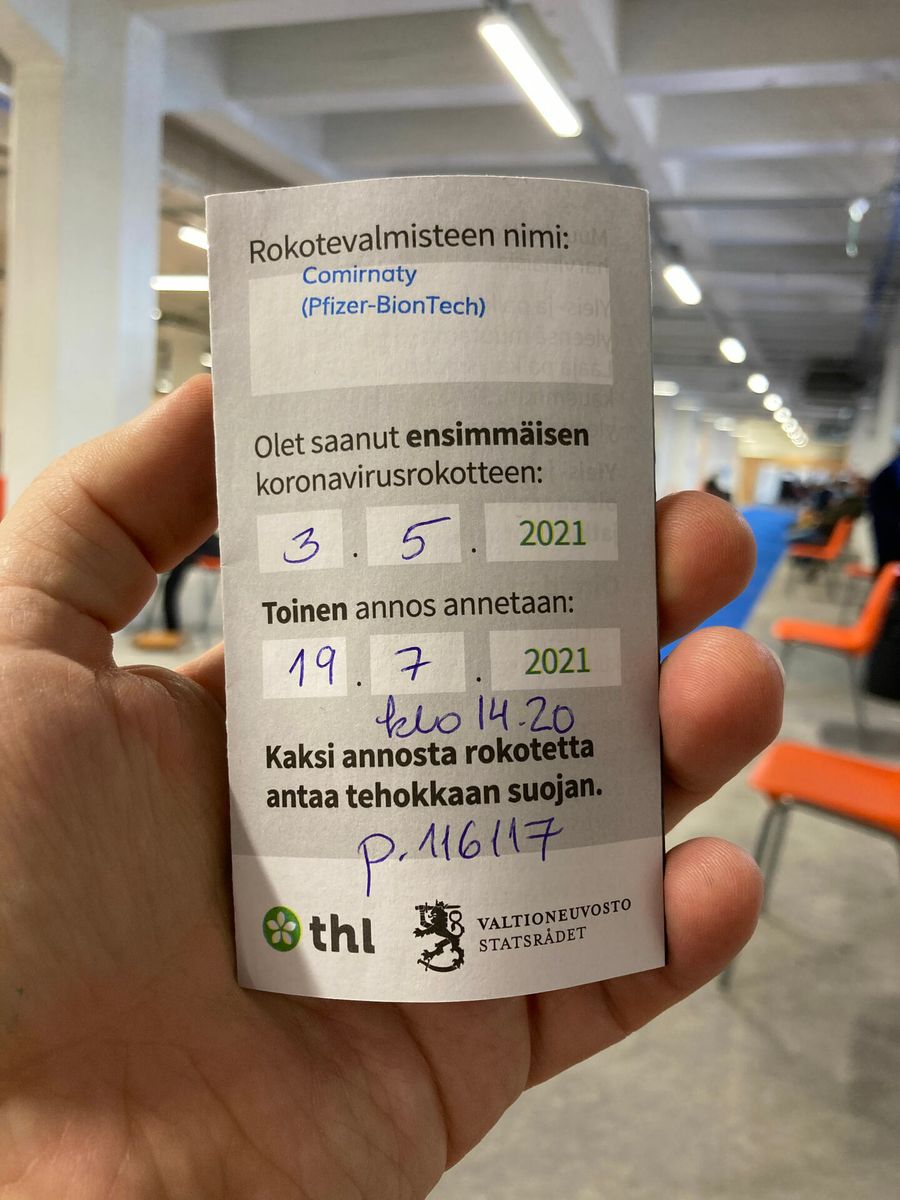 Rokotevalmisteen nimi:
Comirnaty
(Pfizer-BionTech)
Olet saanut ensimmäisen
koronavirusrokotteen:
3 . 5 . 2021
Toinen annos annetaan:
19 . 7 . 2021
klo 14.20
Kaksi annosta rokotetta
antaa tehokkaan suojan.
p. 116117
thl
VALTIONEUVOSTO
STATSRÅDET